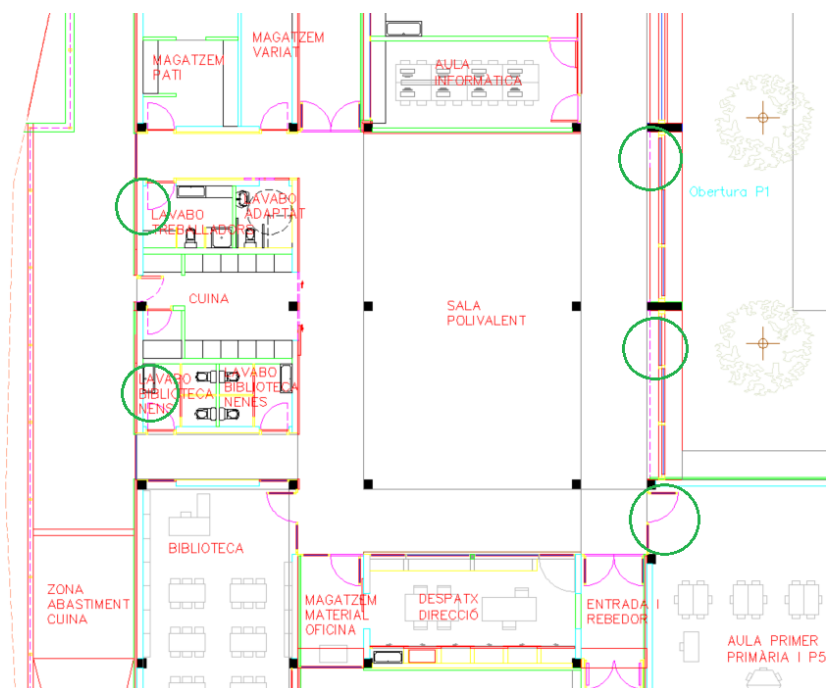 MAGATZEM
VARIAT
MAGATZEM
PATI
AULA
INFORMÀTICA
Obertura P1
LAVABO
ADAPTAT
LAVABO
TREBALLADORS
CUINA
SALA
POLIVALENT
LAVABO
BIBLIOTECA
NENS
LAVABO
BIBLIOTECA
NENES
BIBLIOTECA
ZONA
ABASTIMENT
CUINA
MAGATZEM
MATERIAL
OFICINA
DESPATX
DIRECCIÓ
ENTRADA I
REBEDOR
AULA PRIMER
PRIMÀRIA I P5